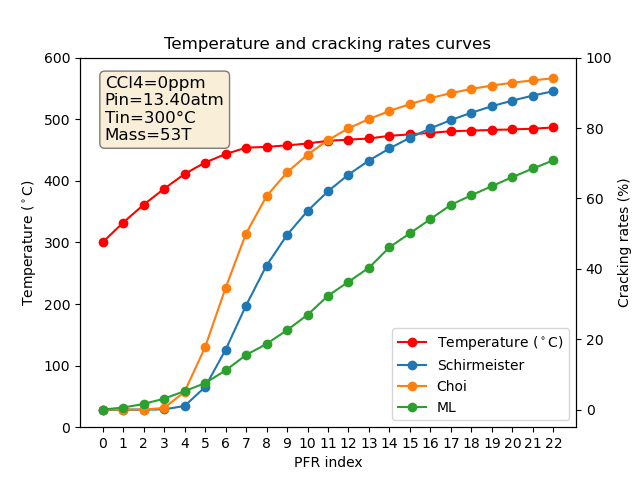 Temperature and cracking rates curves
CCl4=0ppm
Pin=13.40atm
Tin=300°C
Mass=53T
600
500
400
300
200
100
0
Temperature (°C)
100
80
60
40
20
0
Cracking rates (%)
Temperature (°C)
Schirmeister
Choi
ML
0 1 2 3 4 5 6 7 8 9 10 11 12 13 14 15 16 17 18 19 20 21 22
PFR index